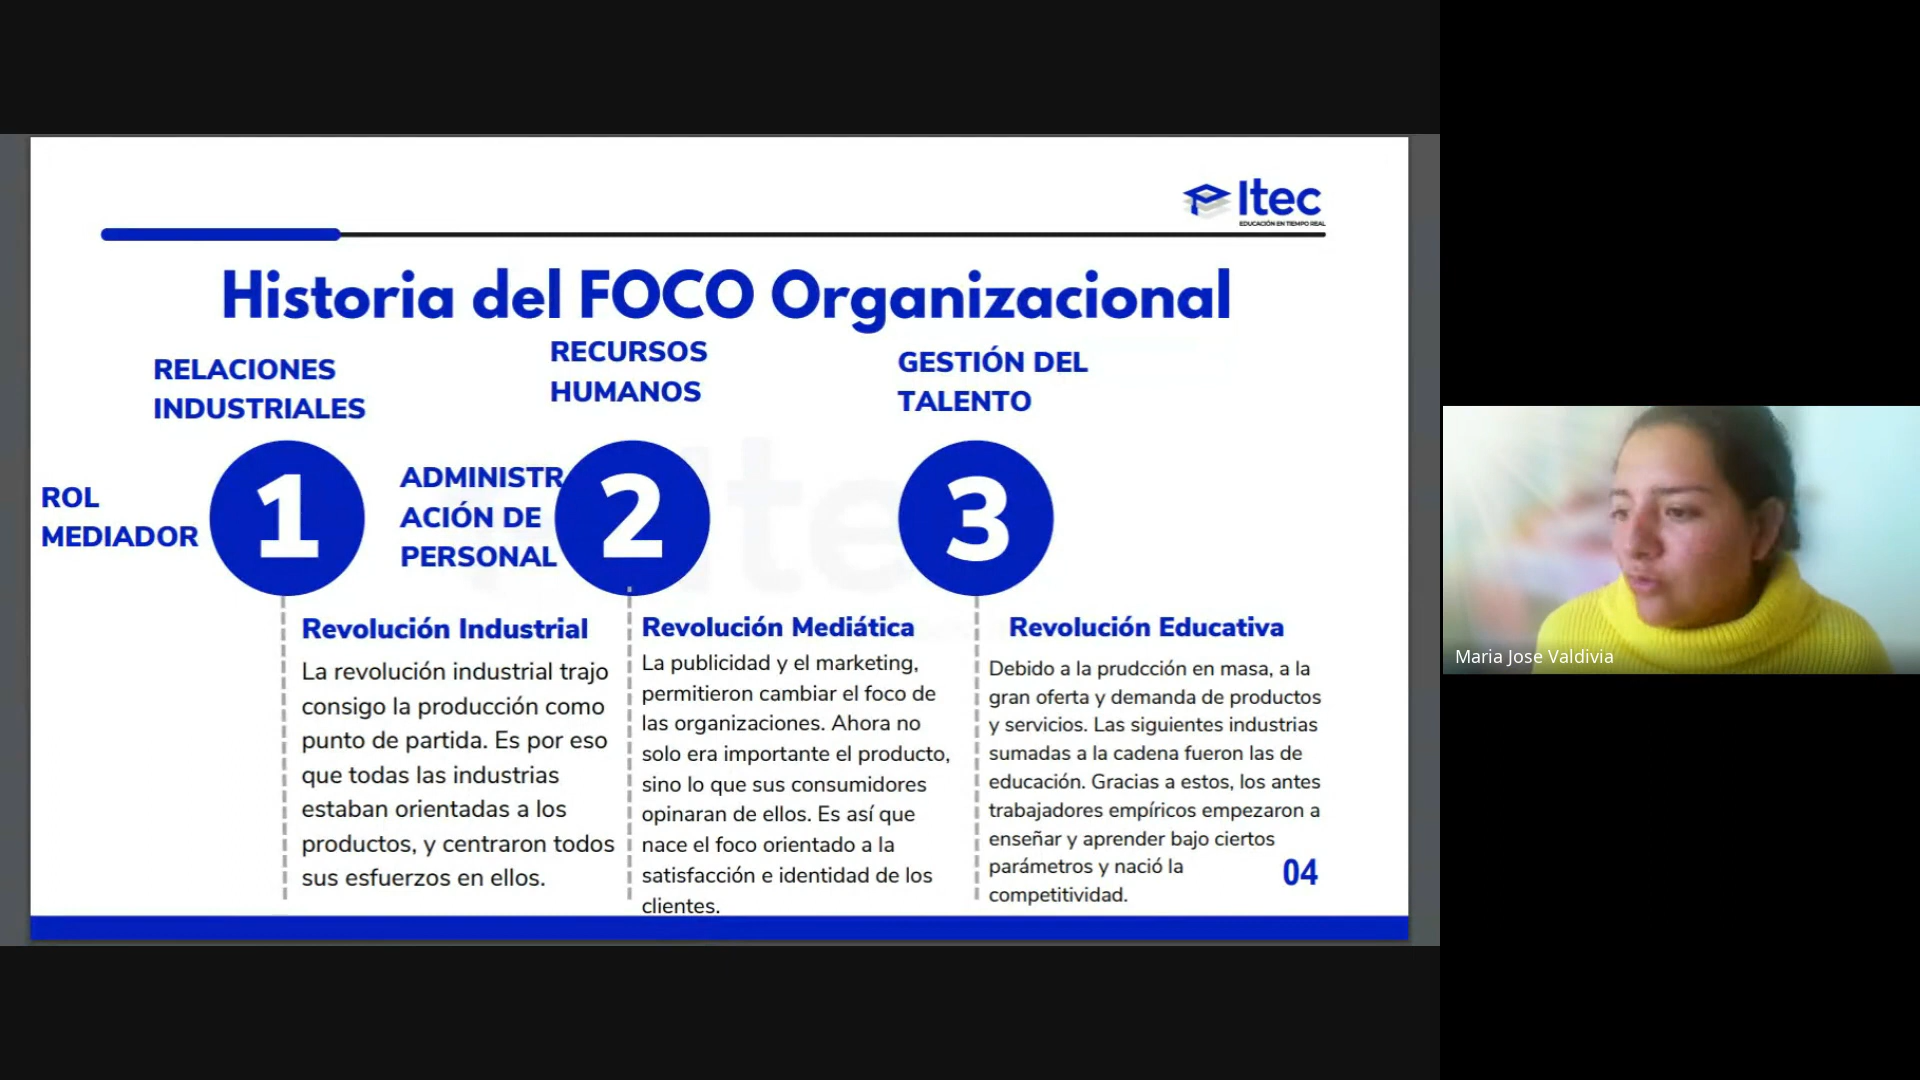 Itec
EDUCACIÓN EN TIEMPO REAL
Historia del FOCO Organizacional
RELACIONES
INDUSTRIALES
RECURSOS
HUMANOS
GESTIÓN DEL
TALENTO
ROL
MEDIADOR
1
ADMINISTR
ACIÓN DE
PERSONAL
2
3
Revolución Industrial
La revolución industrial trajo
consigo la producción como
punto de partida. Es por eso
que todas las industrias
estaban orientadas a los
productos, y centraron todos
sus esfuerzos en ellos.
Revolución Mediática
La publicidad y el marketing,
permitieron cambiar el foco de
las organizaciones. Ahora no
solo era importante el producto,
sino lo que sus consumidores
opinaran de ellos. Es así que
nace el foco orientado a la
satisfacción e identidad de los
clientes.
Revolución Educativa
Debido a la prudcción en masa, a la
gran oferta y demanda de productos
y servicios. Las siguientes industrias
sumadas a la cadena fueron las de
educación. Gracias a estos, los antes
trabajadores empíricos empezaron a
enseñar y aprender bajo ciertos
parámetros y nació la
competitividad.
04
Maria Jose Valdivia